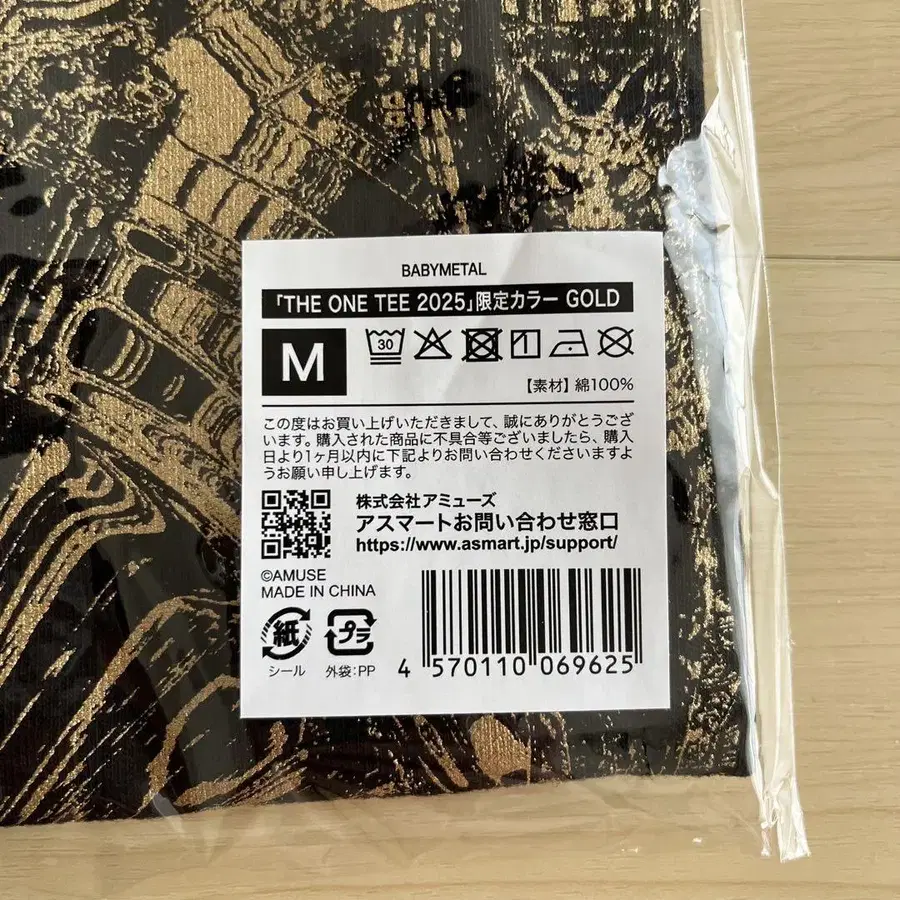 BABYMETAL
「THE ONE TEE 2025」限定カラー GOLD
M
30
【素材】綿100%
この度はお買い上げいただきまして、誠にありがとうござ
います。購入された商品に不具合等ございましたら、購入
日より1ヶ月以内に下記よりお問い合わせくださいますよ
うお願い申し上げます。
株式会社アミューズ
アスマートお問い合わせ窓口
https://www.asmart.jp/support/
©AMUSE
MADE IN CHINA
紙
プラ
シール
外袋:PP
4 570110 069625